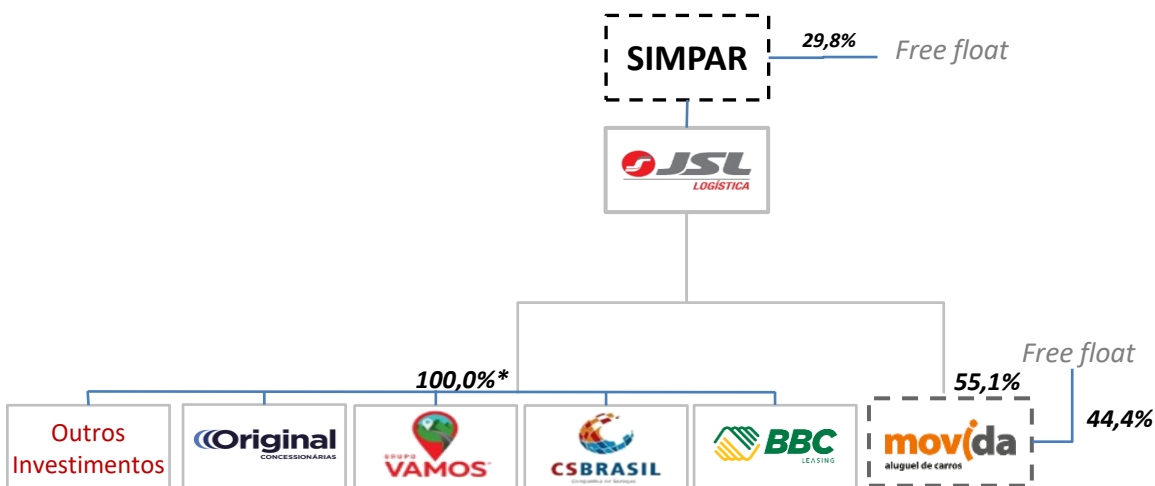 29,8%
Free float
SIMPAR
JSL
LOGÍSTICA
Free float
100,0%*
55,1%
44,4%
Outros
Investimentos
Original
CONCESSIONÁRIAS
GRUPO
VAMOS
CSBRASIL
BBC
LEASING
movida
aluguel de carros